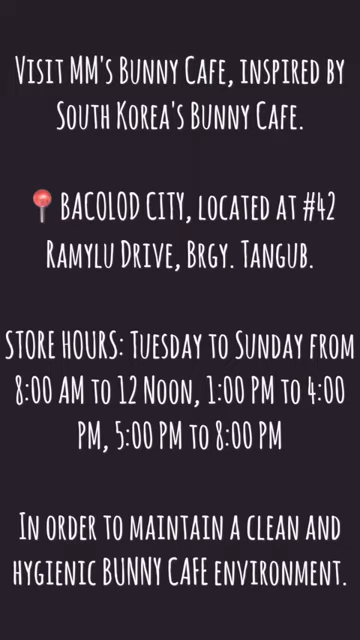 Visit MM's Bunny Cafe, inspired by
South Korea's Bunny Cafe.
📍 BACOLOD CITY, located at #42
Ramylu Drive, Brgy. Tangub.
STORE HOURS: Tuesday to Sunday from
8:00 AM to 12 Noon, 1:00 PM to 4:00
PM, 5:00 PM to 8:00 PM
In order to maintain a clean and
hygienic BUNNY CAFE environment.